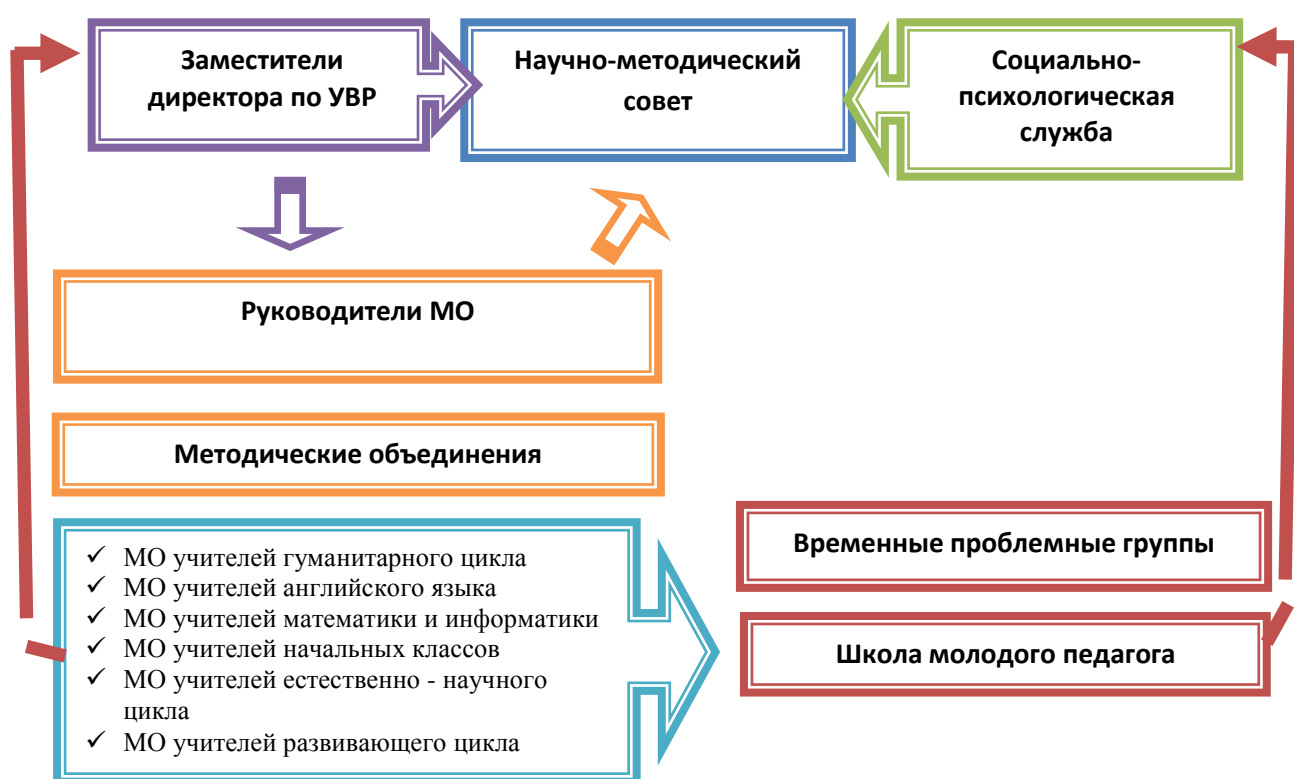 Заместители
директора по УВР
Научно-методический
совет
Социально-
психологическая
служба
Руководители МО
Методические объединения
✓ МО учителей гуманитарного цикла
✓ МО учителей английского языка
✓ МО учителей математики и информатики
✓ МО учителей начальных классов
✓ МО учителей естественно - научного
цикла
✓ МО учителей развивающего цикла
Временные проблемные группы
Школа молодого педагога